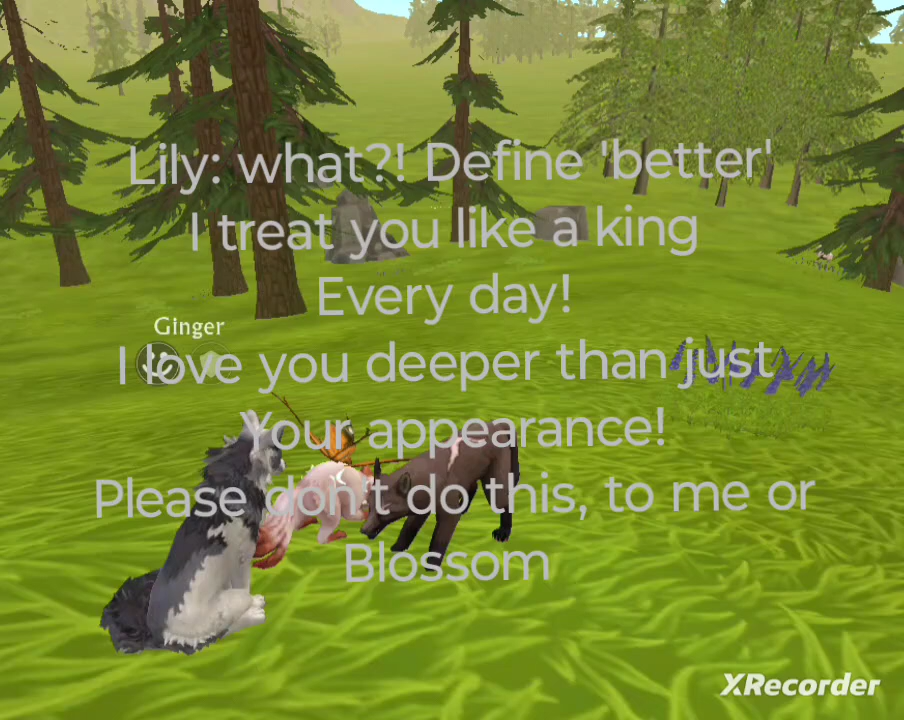 Lily: what?! Define 'better'
I treat you like a king
Every day!
Ginger
I love you deeper than just
Your appearance!
Please don't do this, to me or
Blossom
XRecorder